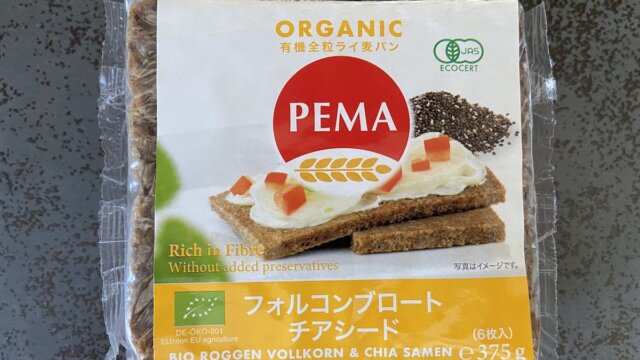 ORGANIC
有機全粒ライ麦パン
JAS
ECOCERT
PEMA
Rich in Fibre
Without added preservatives
写真はイメージです。
DE-ÖKO-001
EU/non EU agriculture
フォルコンブロート
チアシード
(6枚入)
BIO ROGGEN VOLLKORN & CHIA SAMEN ℮375g